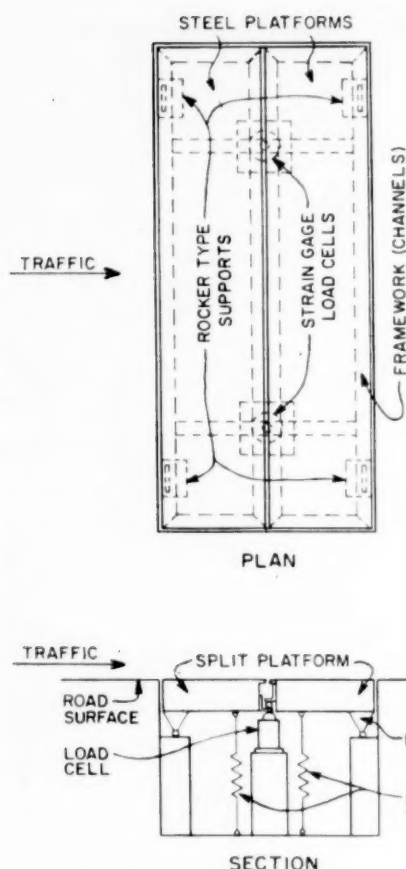 STEEL PLATFORMS
TRAFFIC
ROCKER TYPE
SUPPORTS
STRAIN GAGE
LOAD CELLS
FRAMEWORK (CHANNELS)
PLAN
TRAFFIC
SPLIT PLATFORM
ROAD
SURFACE
LOAD
CELL
SECTION